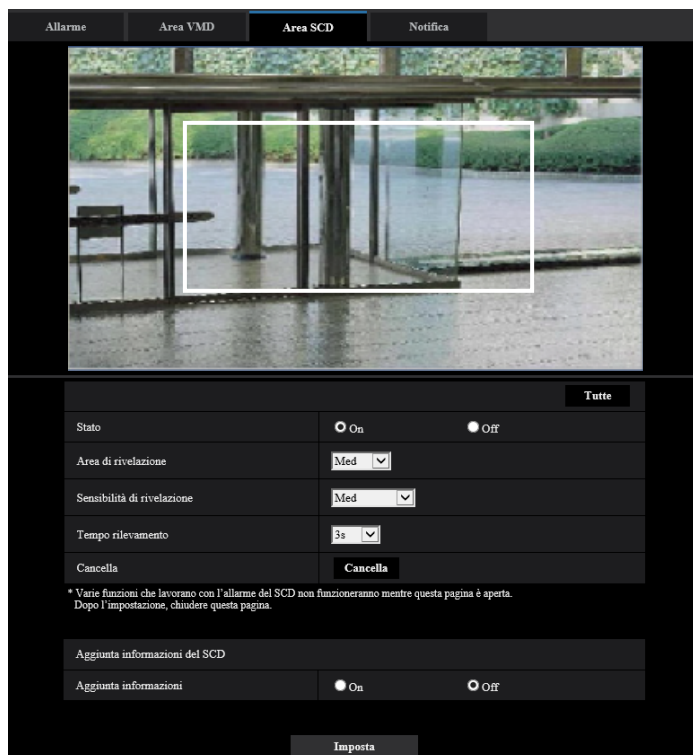 Allarme Area VMD Area SCD Notifica
Tutte
Stato On Off
Area di rivelazione Med
Sensibilità di rivelazione Med
Tempo rilevamento 3s
Cancella Cancella
* Varie funzioni che lavorano con l'allarme del SCD non funzioneranno mentre questa pagina è aperta.
Dopo l'impostazione, chiudere questa pagina.
Aggiunta informazioni del SCD
Aggiunta informazioni On Off
Imposta